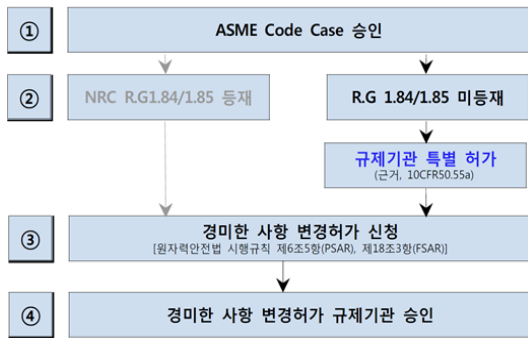 ① ASME Code Case 승인
② NRC R.G1.84/1.85 등재 R.G 1.84/1.85 미등재
규제기관 특별 허가
(근거, 10CFR50.55a)
③ 경미한 사항 변경허가 신청
[원자력안전법 시행규칙 제6조5항(PSAR), 제18조3항(FSAR)]
④ 경미한 사항 변경허가 규제기관 승인